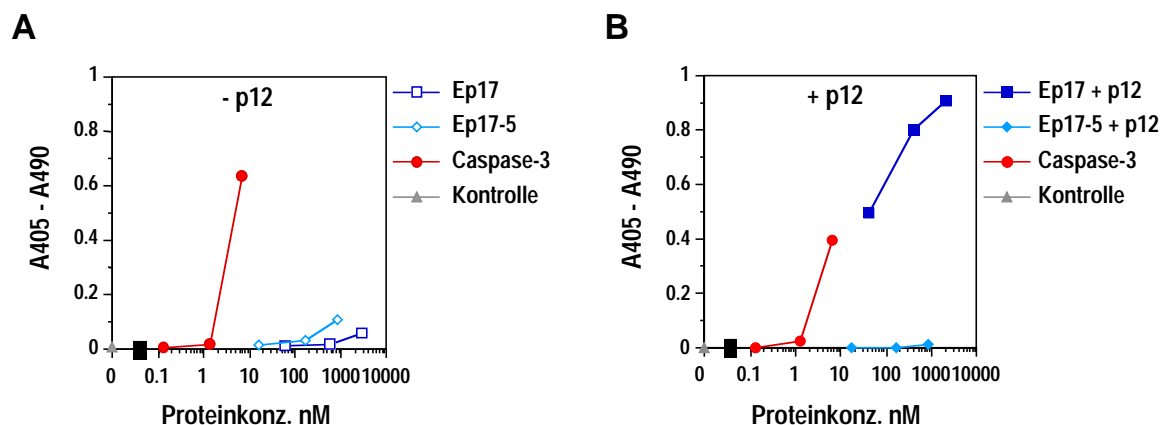 A
- p12
A405 - A490
1
0.8
0.6
0.4
0.2
0
0 0.1 1 10 100 1000 10000
Proteinkonz. nM
Ep17
Ep17-5
Caspase-3
Kontrolle
B
+ p12
A405 - A490
1
0.8
0.6
0.4
0.2
0
0 0.1 1 10 100 1000 10000
Proteinkonz. nM
Ep17 + p12
Ep17-5 + p12
Caspase-3
Kontrolle